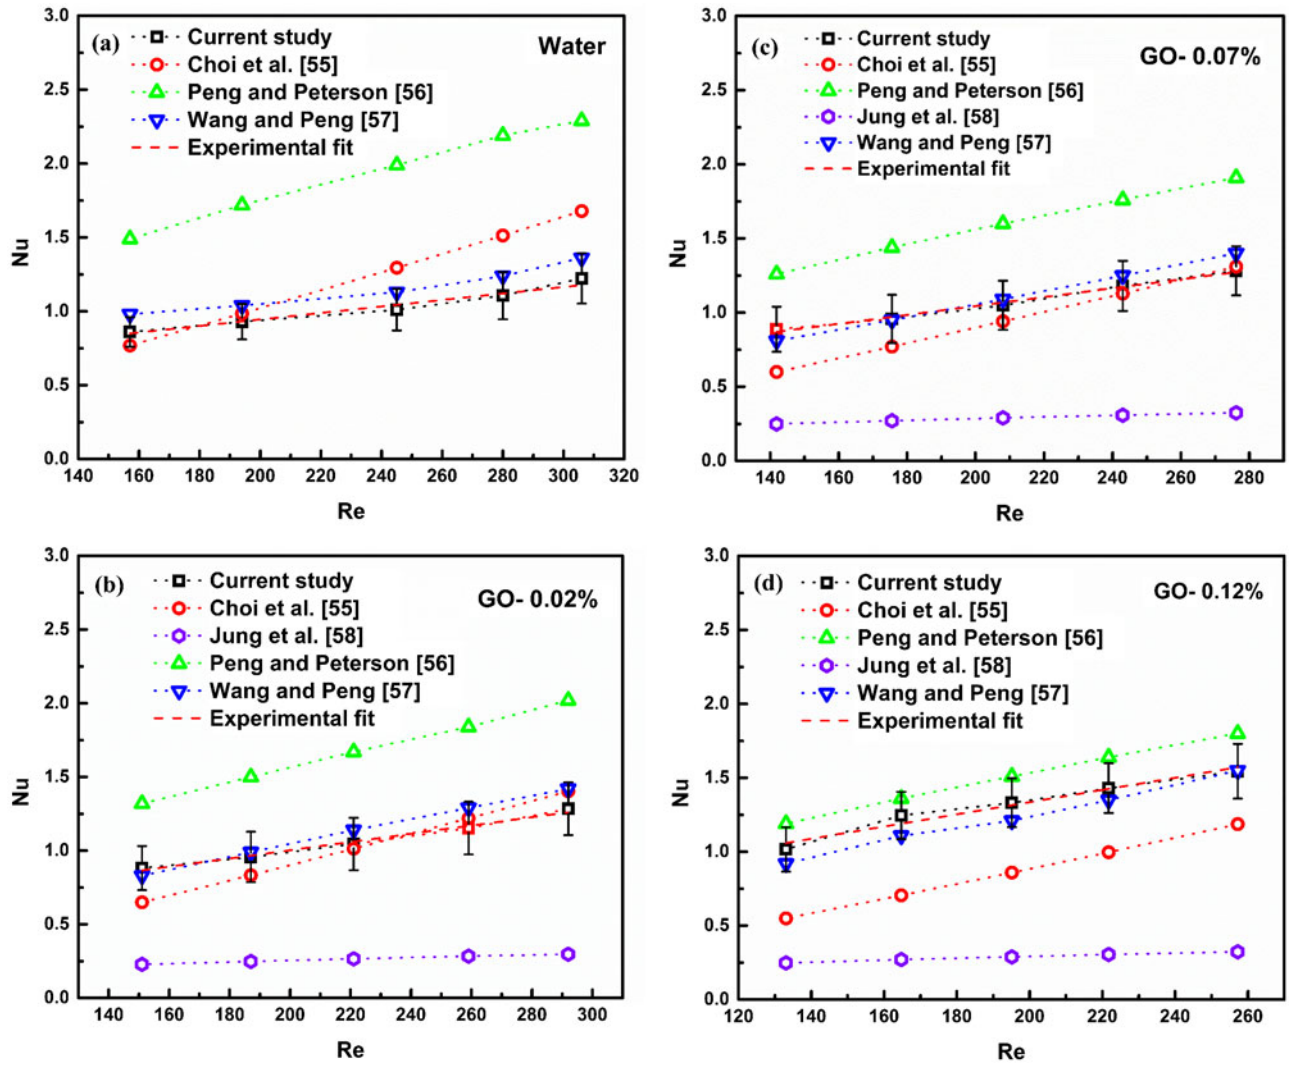 (a)
Water
Current study
Choi et al. [55]
Peng and Peterson [56]
Wang and Peng [57]
Experimental fit
3.0
2.5
2.0
1.5
1.0
0.5
0.0
Nu
140 160 180 200 220 240 260 280 300 320
Re
(c)
GO- 0.07%
Current study
Choi et al. [55]
Peng and Peterson [56]
Jung et al. [58]
Wang and Peng [57]
Experimental fit
3.0
2.5
2.0
1.5
1.0
0.5
0.0
Nu
140 160 180 200 220 240 260 280
Re
(b)
GO- 0.02%
Current study
Choi et al. [55]
Jung et al. [58]
Peng and Peterson [56]
Wang and Peng [57]
Experimental fit
3.0
2.5
2.0
1.5
1.0
0.5
0.0
Nu
140 160 180 200 220 240 260 280 300
Re
(d)
GO- 0.12%
Current study
Choi et al. [55]
Peng and Peterson [56]
Jung et al. [58]
Wang and Peng [57]
Experimental fit
3.0
2.5
2.0
1.5
1.0
0.5
0.0
Nu
120 140 160 180 200 220 240 260
Re